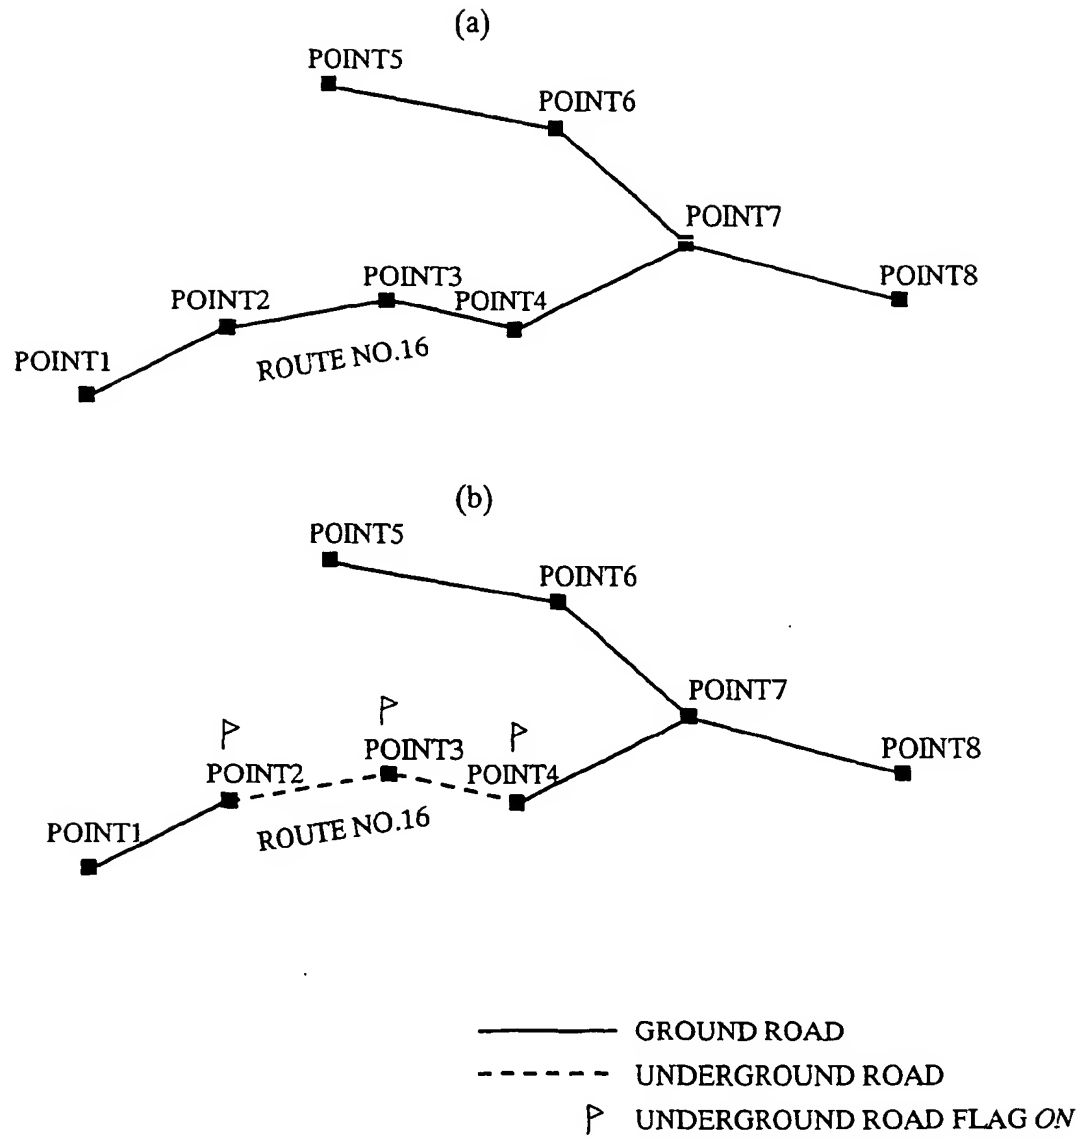 (a)
POINT5
POINT6
POINT7
POINT8
POINT3
POINT2
POINT4
POINT1
ROUTE NO.16
(b)
POINT5
POINT6
POINT7
POINT8
POINT3
POINT2
POINT4
POINT1
ROUTE NO.16
GROUND ROAD
UNDERGROUND ROAD
UNDERGROUND ROAD FLAG ON